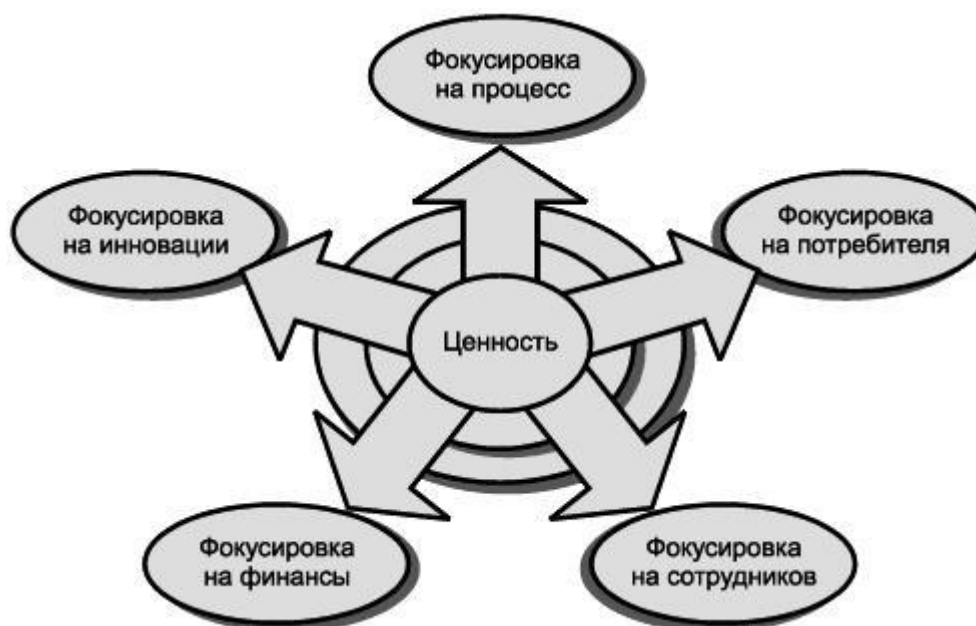 Фокусировка
на процесс
Фокусировка
на инновации
Фокусировка
на потребителя
Ценность
Фокусировка
на финансы
Фокусировка
на сотрудников